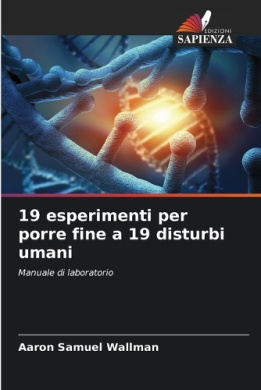 EDIZIONI
SAPIENZA
19 esperimenti per
porre fine a 19 disturbi
umani
Manuale di laboratorio
Aaron Samuel Wallman